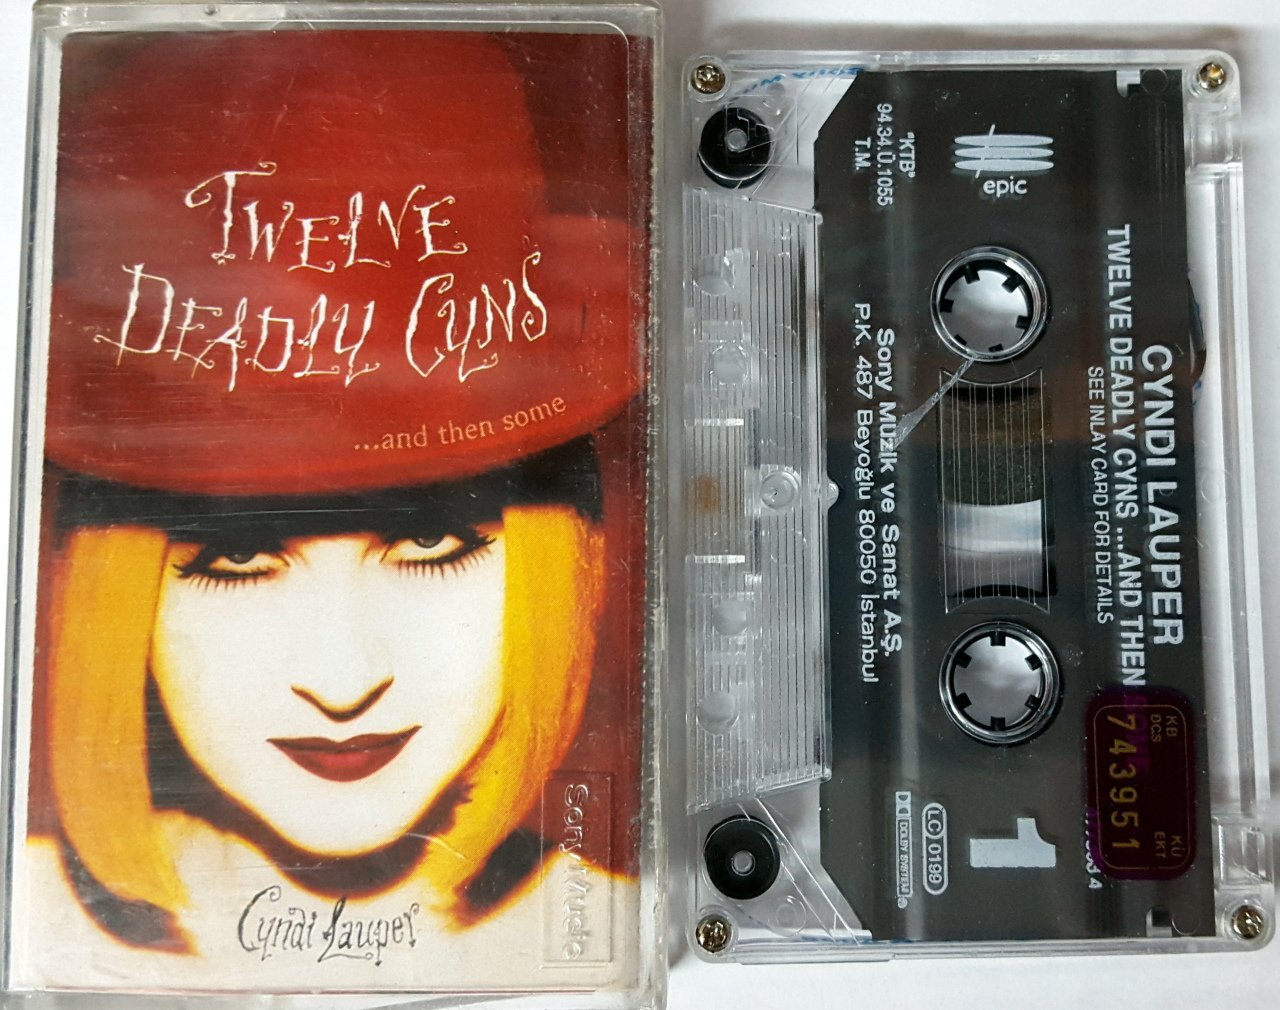 TWELVE
DEADLY CYNS
...and then some
Cyndi Lauper
Sony Music
epic
"KTB"
94.34.Ü.1055
T.M.
CYNDI LAUPER
TWELVE DEADLY CYNS ...AND THEN
SEE INLAY CARD FOR DETAILS
Sony Müzik ve Sanat A.Ş.
P.K. 487 Beyoğlu 80050 İstanbul
KB
DCS
743951
KÜ
EKT
1
LC 0199
DOLBY SYSTEM ®